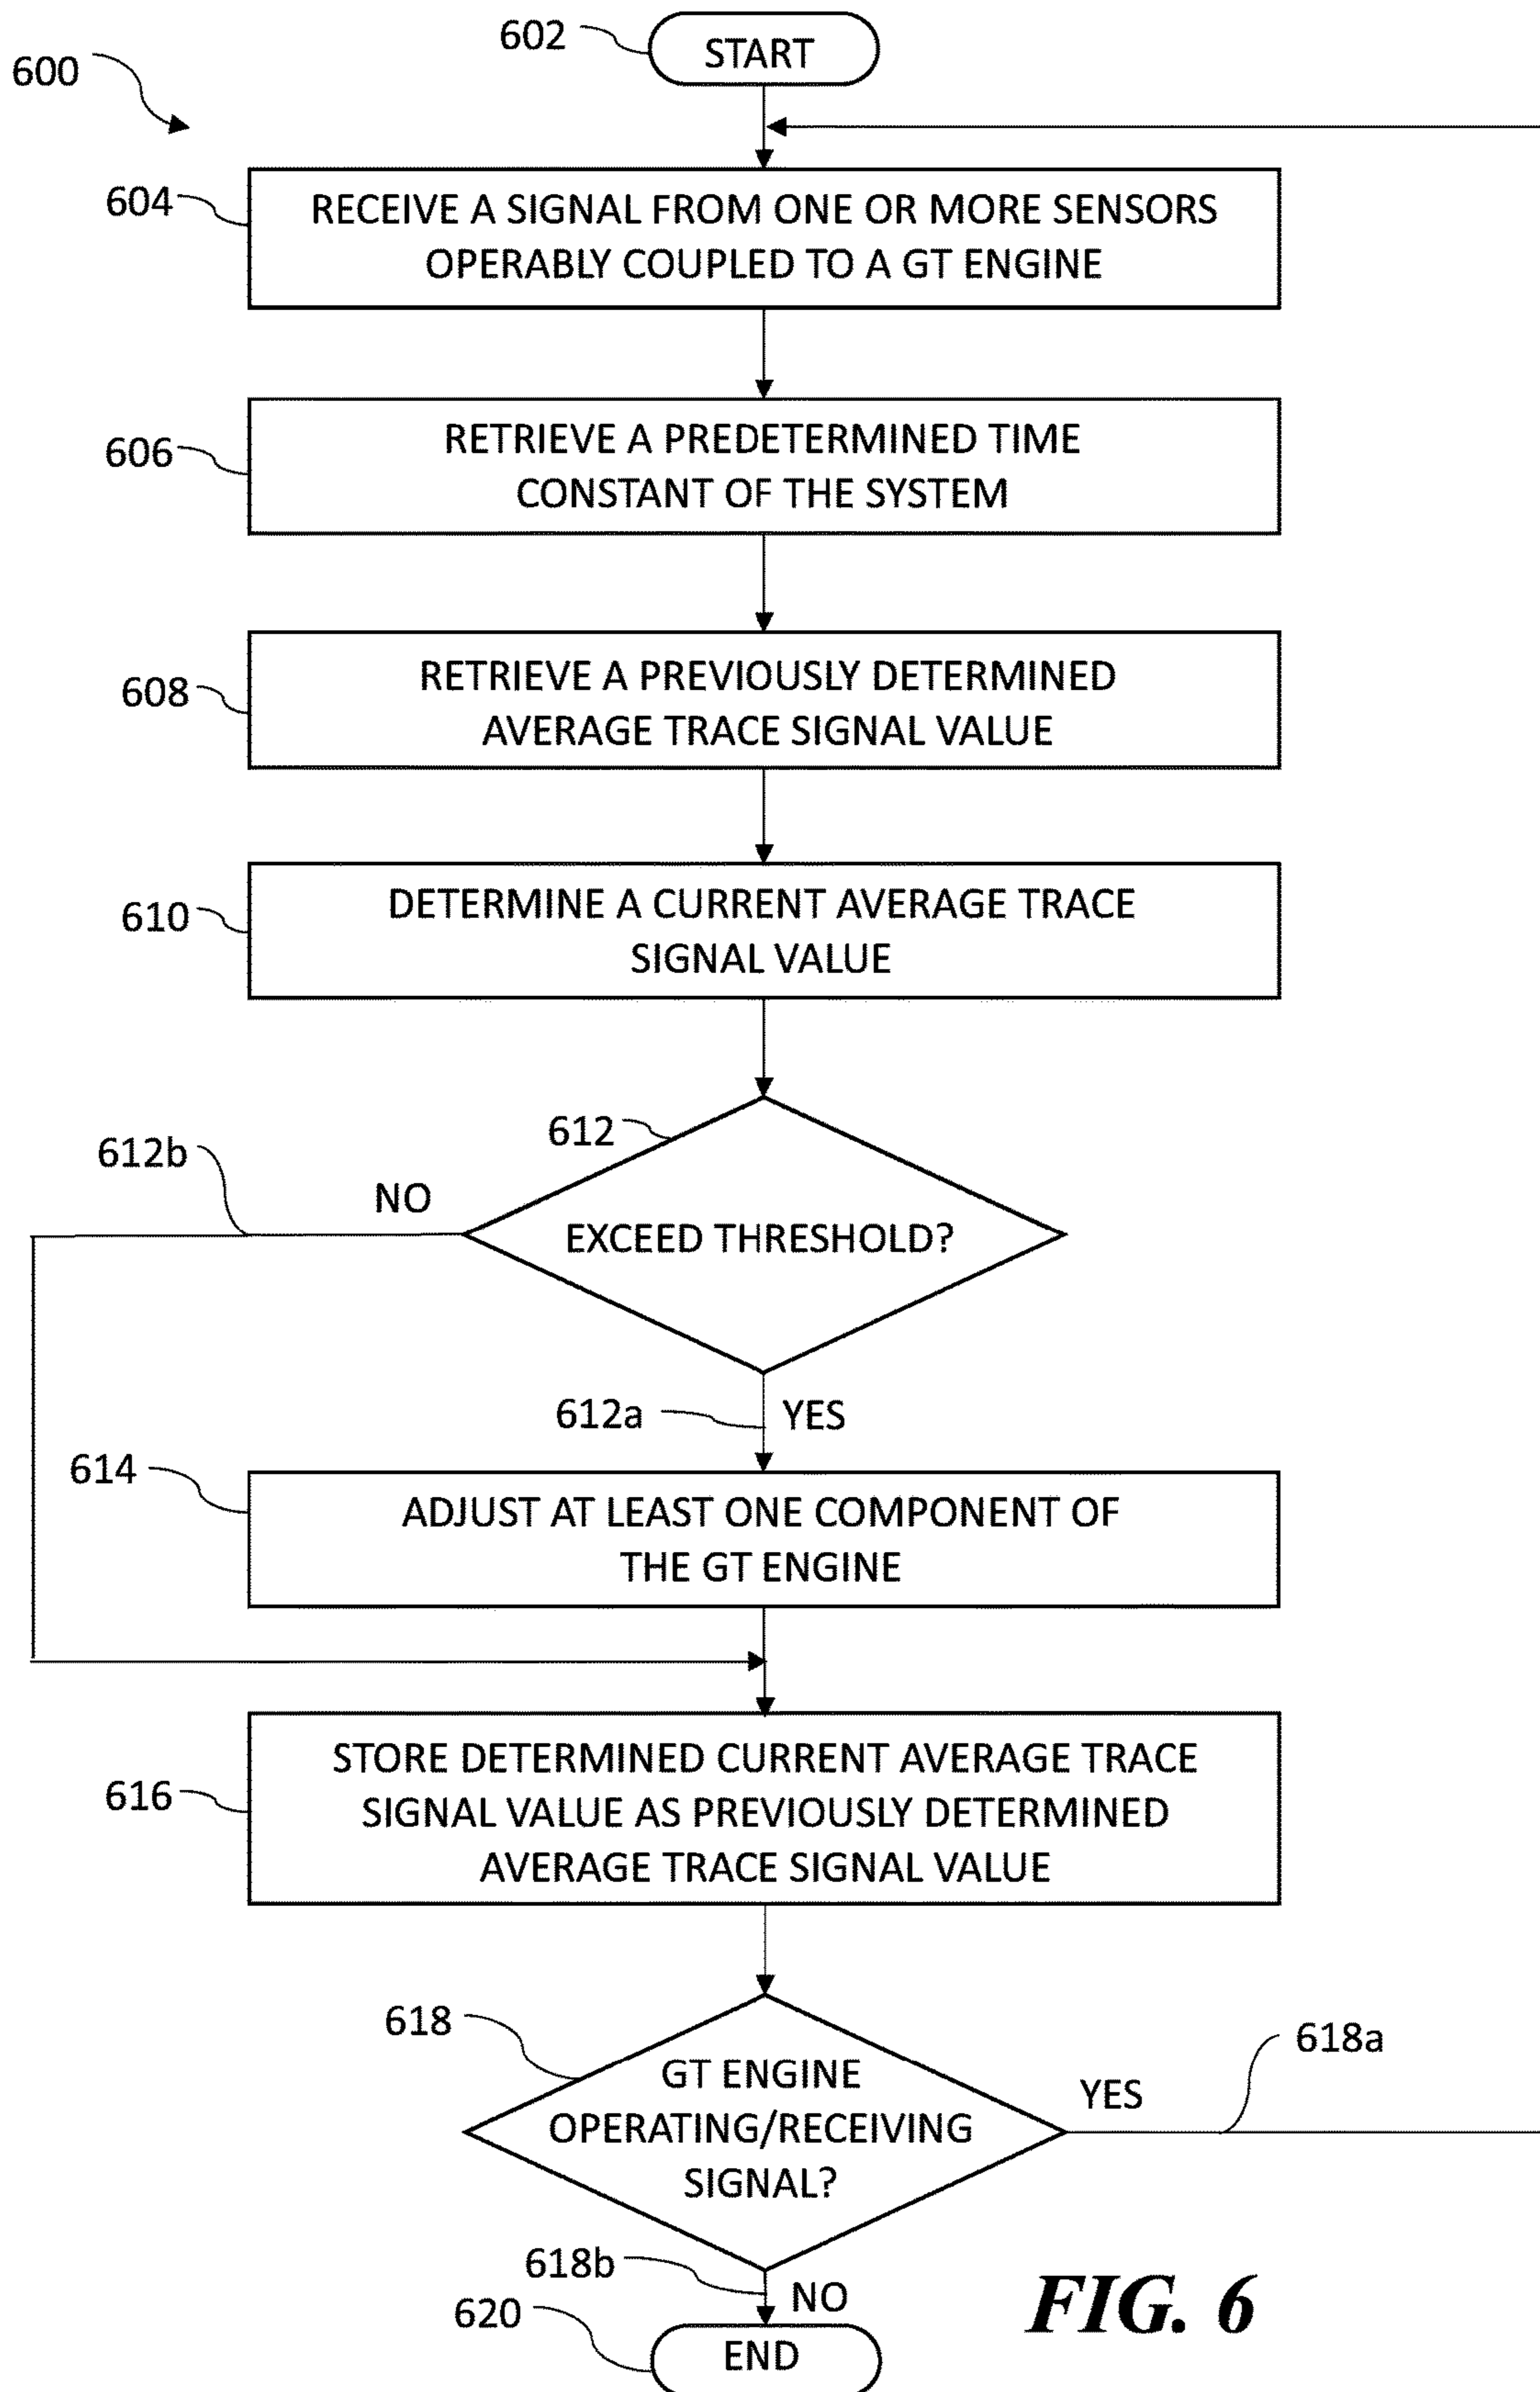 602
START
600
604
RECEIVE A SIGNAL FROM ONE OR MORE SENSORS
OPERABLY COUPLED TO A GT ENGINE
606
RETRIEVE A PREDETERMINED TIME
CONSTANT OF THE SYSTEM
608
RETRIEVE A PREVIOUSLY DETERMINED
AVERAGE TRACE SIGNAL VALUE
610
DETERMINE A CURRENT AVERAGE TRACE
SIGNAL VALUE
612
612b
NO
EXCEED THRESHOLD?
612a
YES
614
ADJUST AT LEAST ONE COMPONENT OF
THE GT ENGINE
616
STORE DETERMINED CURRENT AVERAGE TRACE
SIGNAL VALUE AS PREVIOUSLY DETERMINED
AVERAGE TRACE SIGNAL VALUE
618
GT ENGINE
OPERATING/RECEIVING
SIGNAL?
618a
YES
618b
NO
620
END
FIG. 6